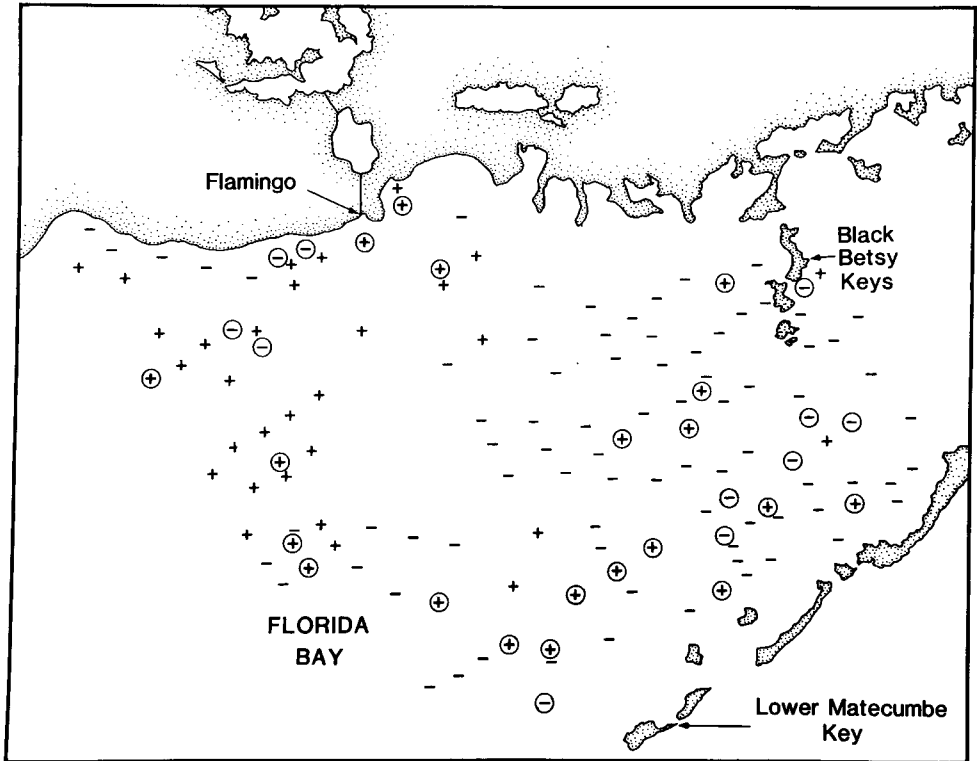 Flamingo
Black
Betsy
Keys
FLORIDA
BAY
Lower Matecumbe
Key